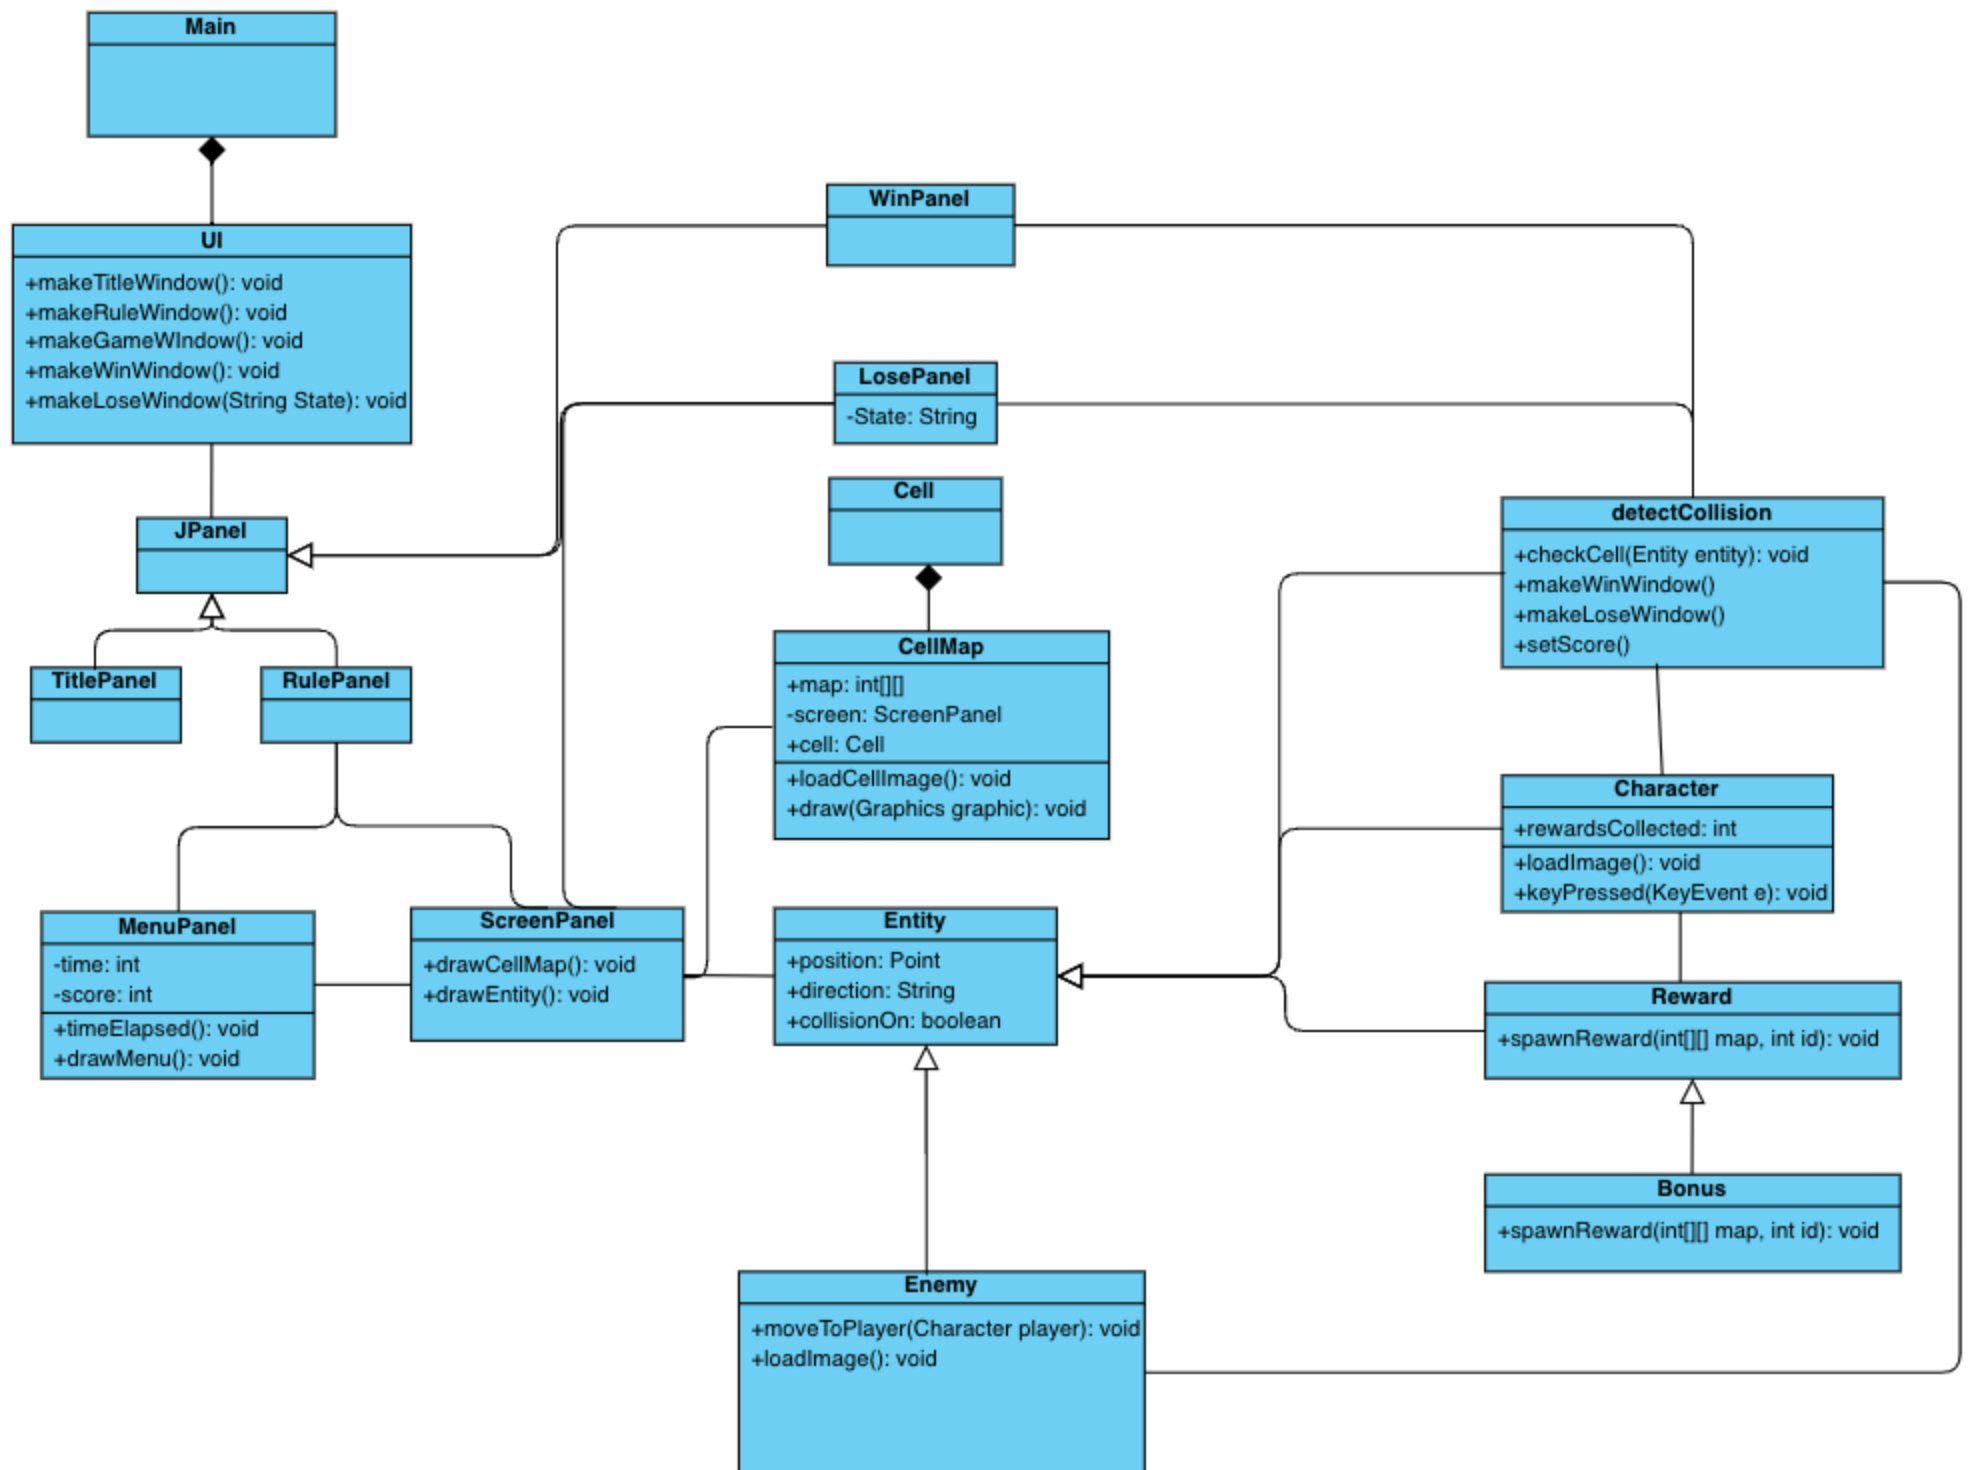 Main
UI
+makeTitleWindow(): void
+makeRuleWindow(): void
+makeGameWIndow(): void
+makeWinWindow(): void
+makeLoseWindow(String State): void
JPanel
TitlePanel
RulePanel
MenuPanel
-time: int
-score: int
+timeElapsed(): void
+drawMenu(): void
ScreenPanel
+drawCellMap(): void
+drawEntity(): void
WinPanel
LosePanel
-State: String
Cell
CellMap
+map: int[][]
-screen: ScreenPanel
+cell: Cell
+loadCellImage(): void
+draw(Graphics graphic): void
Entity
+position: Point
+direction: String
+collisionOn: boolean
Enemy
+moveToPlayer(Character player): void
+loadImage(): void
detectCollision
+checkCell(Entity entity): void
+makeWinWindow()
+makeLoseWindow()
+setScore()
Character
+rewardsCollected: int
+loadImage(): void
+keyPressed(KeyEvent e): void
Reward
+spawnReward(int[][] map, int id): void
Bonus
+spawnReward(int[][] map, int id): void